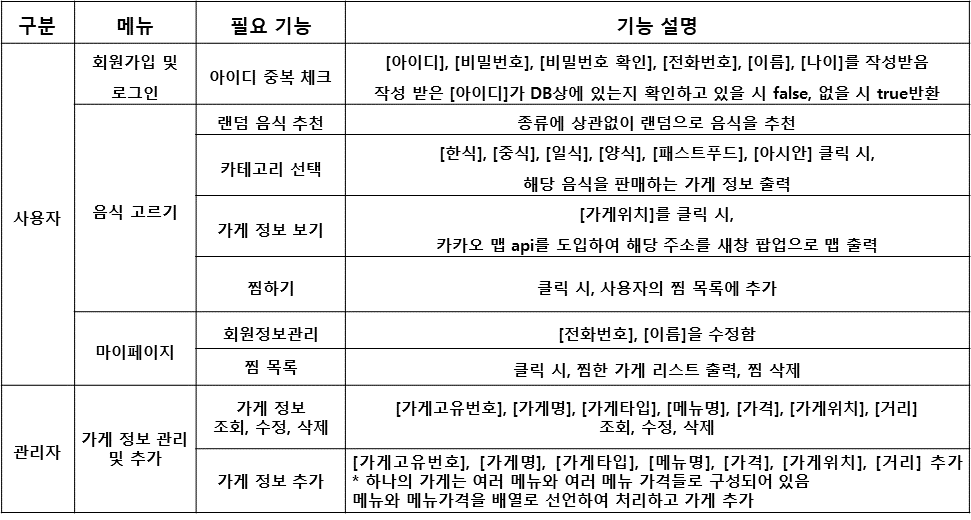 구분 메뉴 필요 기능 기능 설명
사용자
회원가입 및
로그인
아이디 중복 체크
[아이디], [비밀번호], [비밀번호 확인], [전화번호], [이름], [나이]를 작성받음
작성 받은 [아이디]가 DB상에 있는지 확인하고 있을 시 false, 없을 시 true반환
음식 고르기
랜덤 음식 추천
종류에 상관없이 랜덤으로 음식을 추천
카테고리 선택
[한식], [중식], [일식], [양식], [패스트푸드], [아시안] 클릭 시,
해당 음식을 판매하는 가게 정보 출력
가게 정보 보기
[가게위치]를 클릭 시,
카카오 맵 api를 도입하여 해당 주소를 새창 팝업으로 맵 출력
찜하기
클릭 시, 사용자의 찜 목록에 추가
마이페이지
회원정보관리
[전화번호], [이름]을 수정함
찜 목록
클릭 시, 찜한 가게 리스트 출력, 찜 삭제
관리자
가게 정보 관리
및 추가
가게 정보
조회, 수정, 삭제
[가게고유번호], [가게명], [가게타입], [메뉴명], [가격], [가게위치], [거리]
조회, 수정, 삭제
가게 정보 추가
[가게고유번호], [가게명], [가게타입], [메뉴명], [가격], [가게위치], [거리] 추가
* 하나의 가게는 여러 메뉴와 여러 메뉴 가격들로 구성되어 있음
메뉴와 메뉴가격을 배열로 선언하여 처리하고 가게 추가